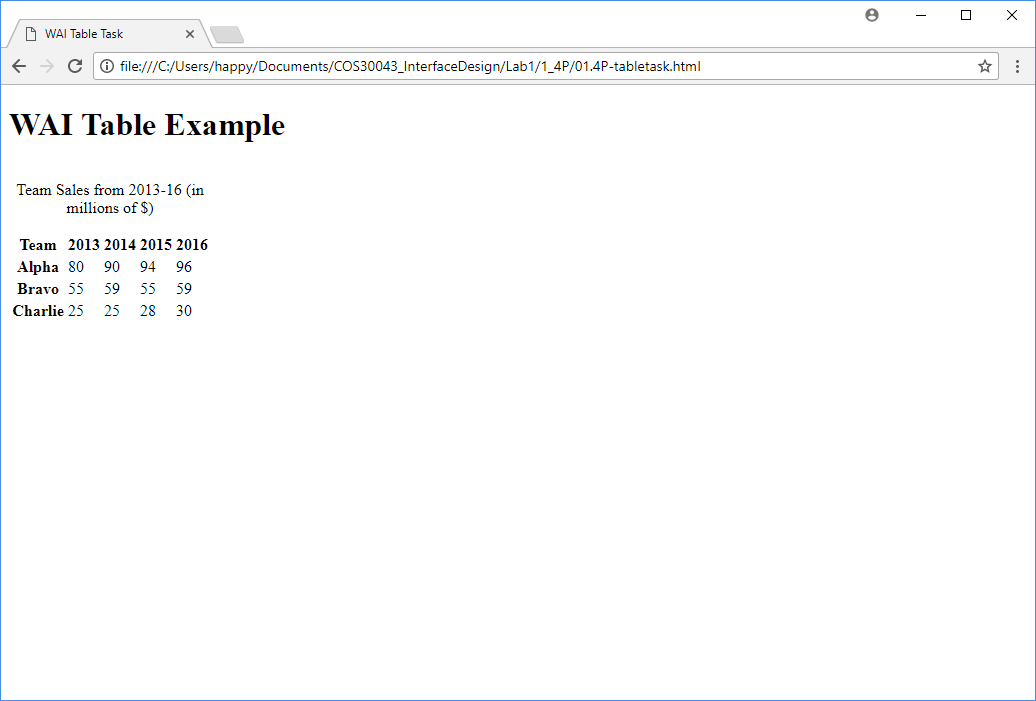 WAI Table Task
file:///C:/Users/happy/Documents/COS30043_InterfaceDesign/Lab1/1_4P/01.4P-tabletask.html
WAI Table Example
Team Sales from 2013-16 (in
millions of $)
Team 2013 2014 2015 2016
Alpha 80 90 94 96
Bravo 55 59 55 59
Charlie 25 25 28 30